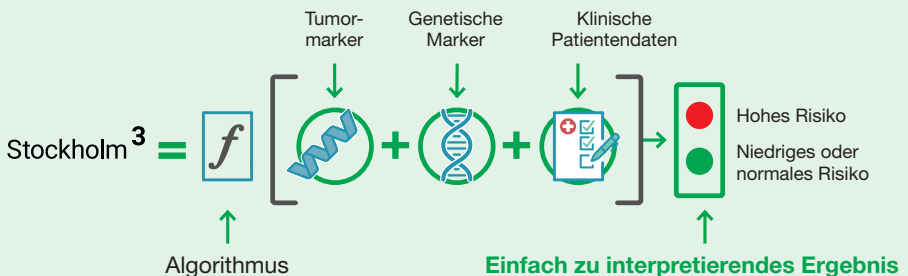 Tumor-
marker
Genetische
Marker
Klinische
Patientendaten
Stockholm³ = f [ + + ]
Hohes Risiko
Niedriges oder
normales Risiko
Algorithmus
Einfach zu interpretierendes Ergebnis